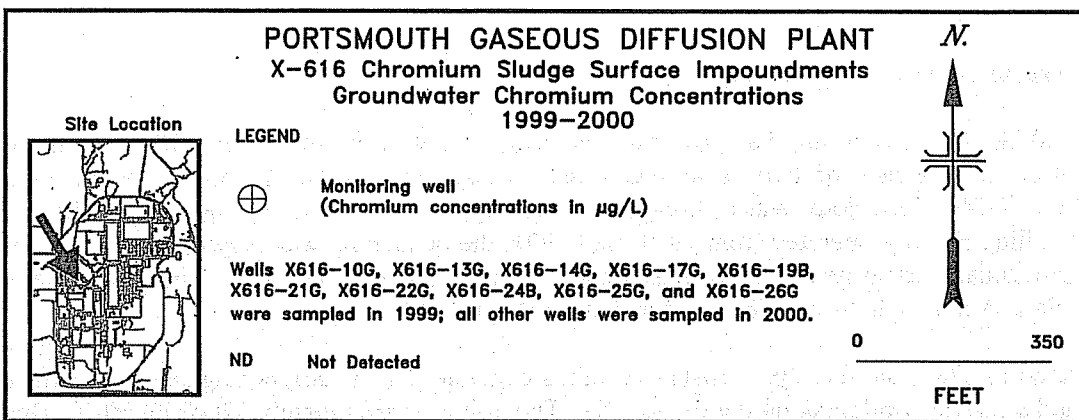 PORTSMOUTH GASEOUS DIFFUSION PLANT
X-616 Chromium Sludge Surface Impoundments
Groundwater Chromium Concentrations
1999-2000
N.
Site Location
LEGEND
Monitoring well
(Chromium concentrations in µg/L)
Wells X616-10G, X616-13G, X616-14G, X616-17G, X616-19B,
X616-21G, X616-22G, X616-24B, X616-25G, and X616-26G
were sampled in 1999; all other wells were sampled in 2000.
ND Not Detected
0 350
FEET